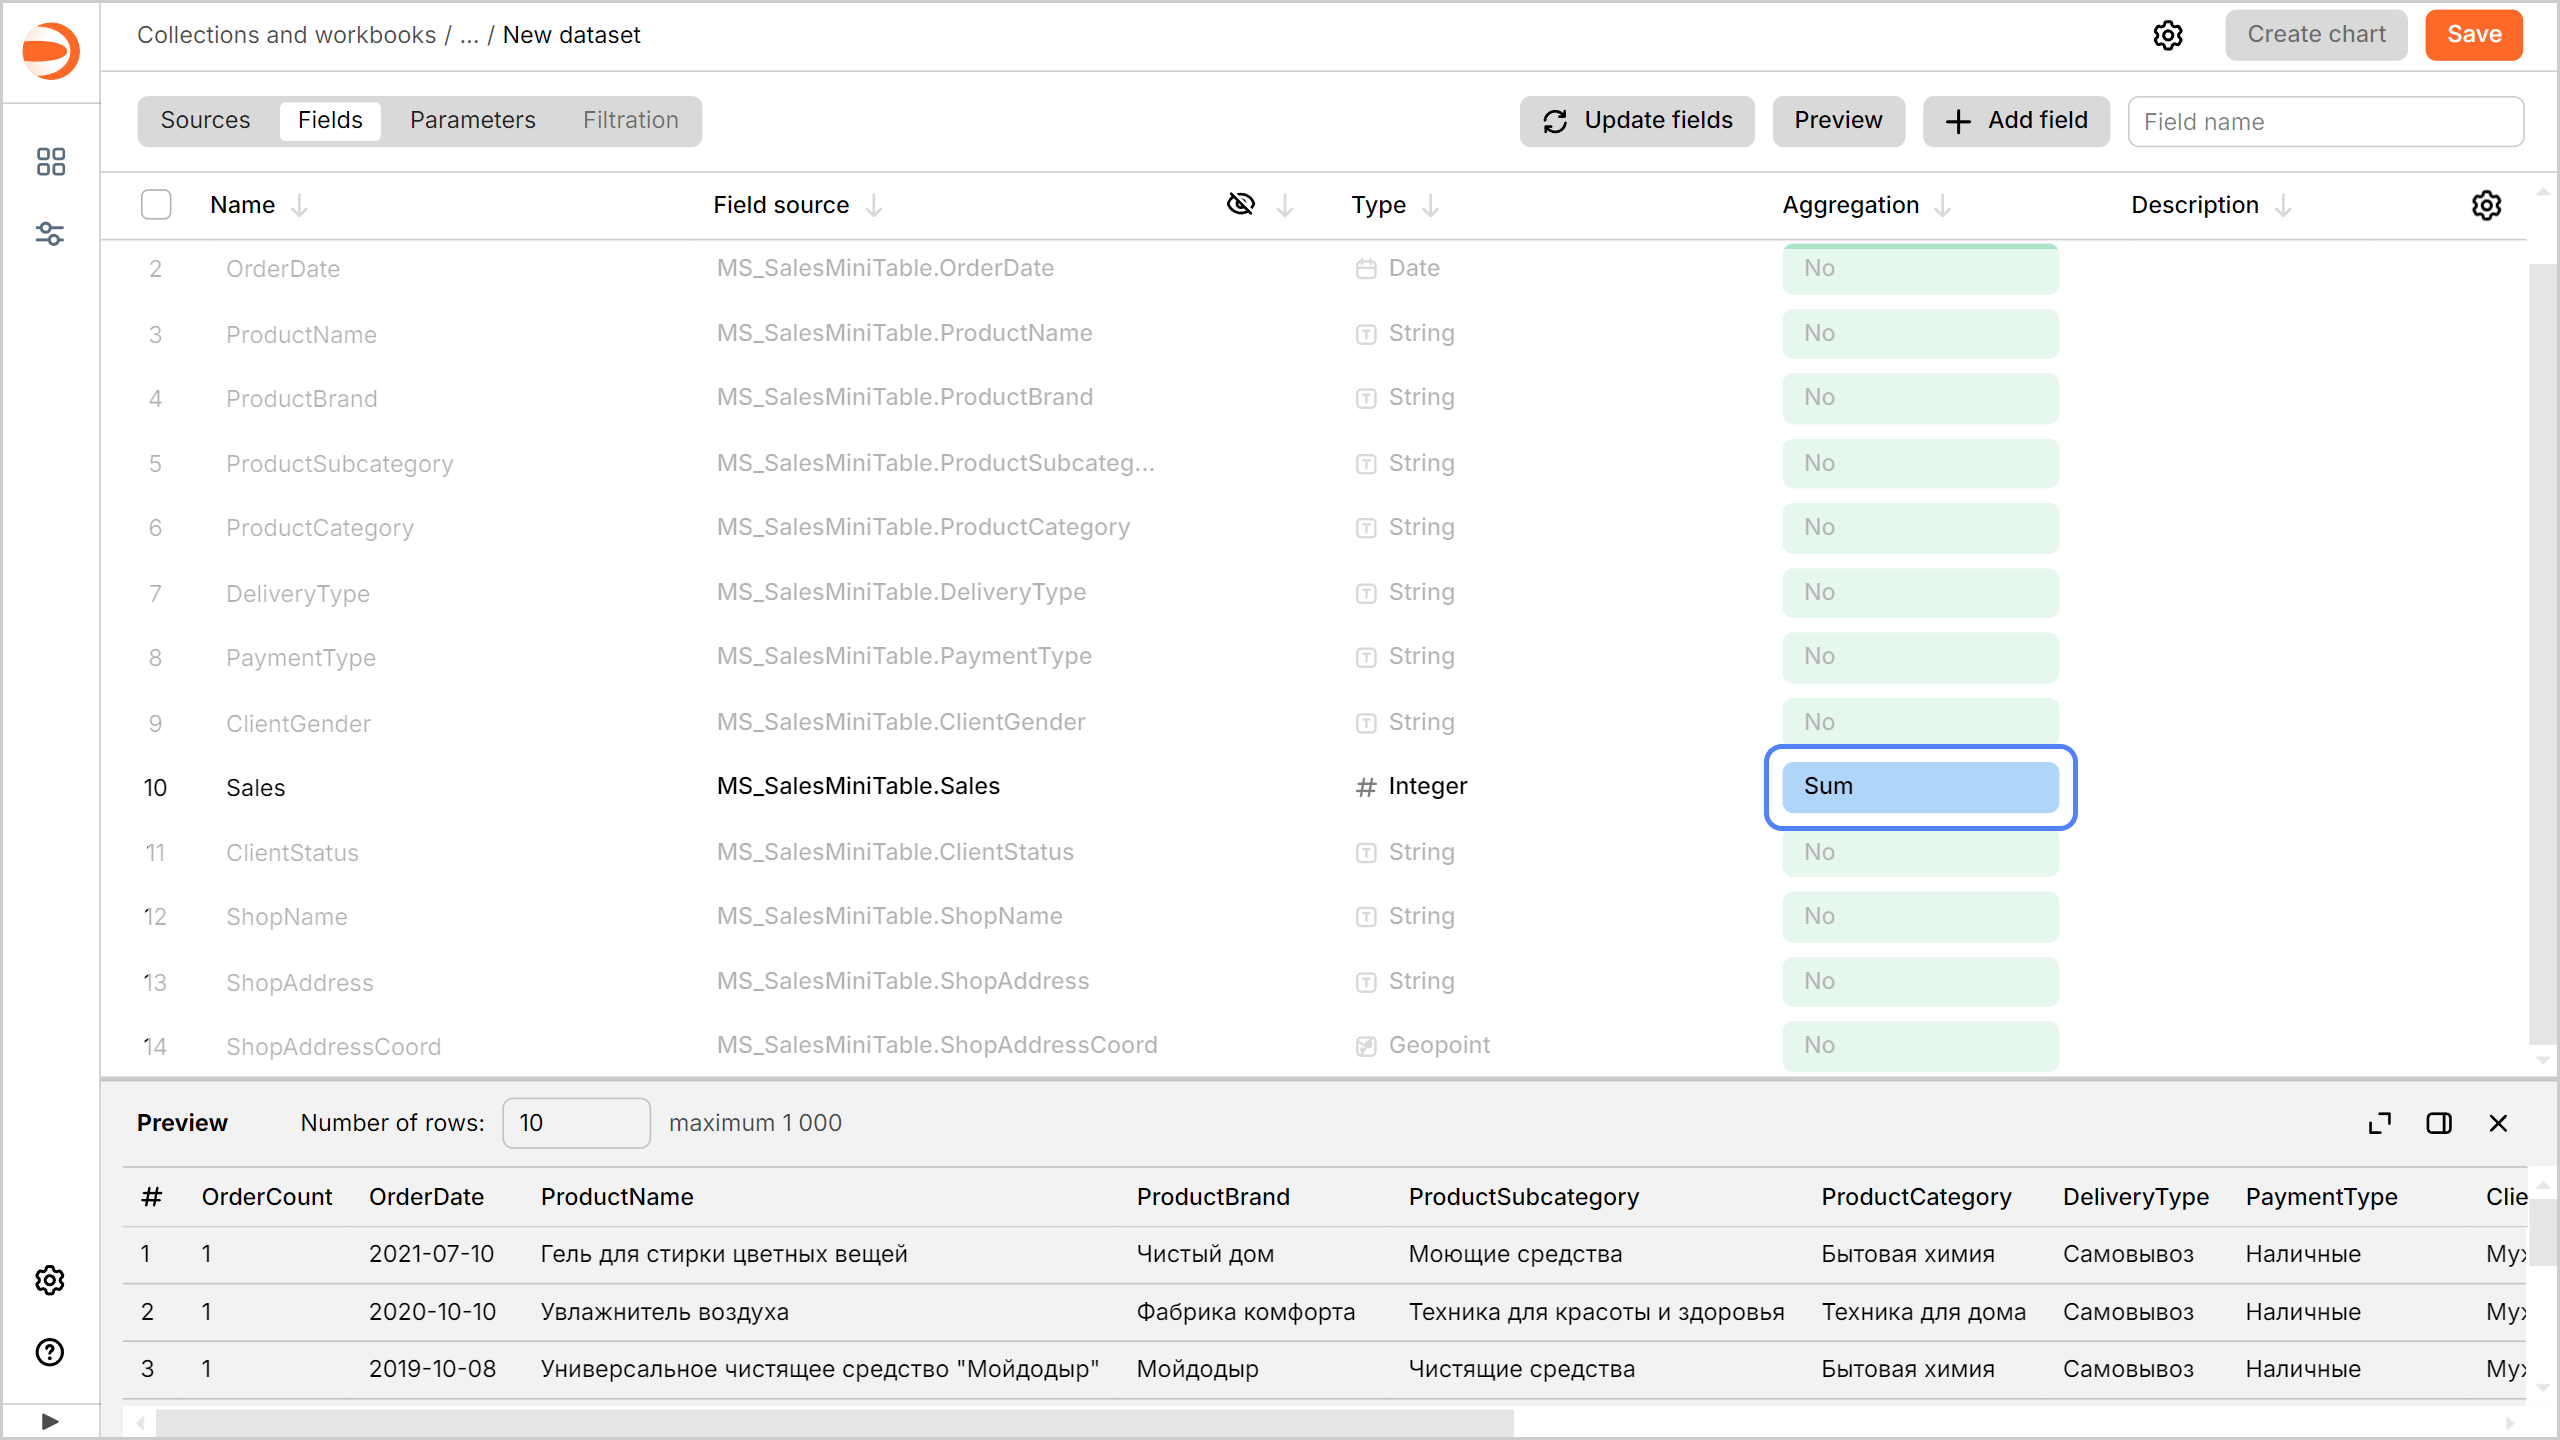 Collections and workbooks / ... / New dataset
Create chart
Save
Sources Fields Parameters Filtration
Update fields
Preview
Add field
Field name
Name Field source Type Aggregation Description
2 OrderDate MS_SalesMiniTable.OrderDate Date No
3 ProductName MS_SalesMiniTable.ProductName String No
4 ProductBrand MS_SalesMiniTable.ProductBrand String No
5 ProductSubcategory MS_SalesMiniTable.ProductSubcateg... String No
6 ProductCategory MS_SalesMiniTable.ProductCategory String No
7 DeliveryType MS_SalesMiniTable.DeliveryType String No
8 PaymentType MS_SalesMiniTable.PaymentType String No
9 ClientGender MS_SalesMiniTable.ClientGender String No
10 Sales MS_SalesMiniTable.Sales # Integer Sum
11 ClientStatus MS_SalesMiniTable.ClientStatus String No
12 ShopName MS_SalesMiniTable.ShopName String No
13 ShopAddress MS_SalesMiniTable.ShopAddress String No
14 ShopAddressCoord MS_SalesMiniTable.ShopAddressCoord Geopoint No
Preview Number of rows: 10 maximum 1 000
# OrderCount OrderDate ProductName ProductBrand ProductSubcategory ProductCategory DeliveryType PaymentType Clie
1 1 2021-07-10 Гель для стирки цветных вещей Чистый дом Моющие средства Бытовая химия Самовывоз Наличные Муж
2 1 2020-10-10 Увлажнитель воздуха Фабрика комфорта Техника для красоты и здоровья Техника для дома Самовывоз Наличные Муж
3 1 2019-10-08 Универсальное чистящее средство "Мойдодыр" Мойдодыр Чистящие средства Бытовая химия Самовывоз Наличные Муж